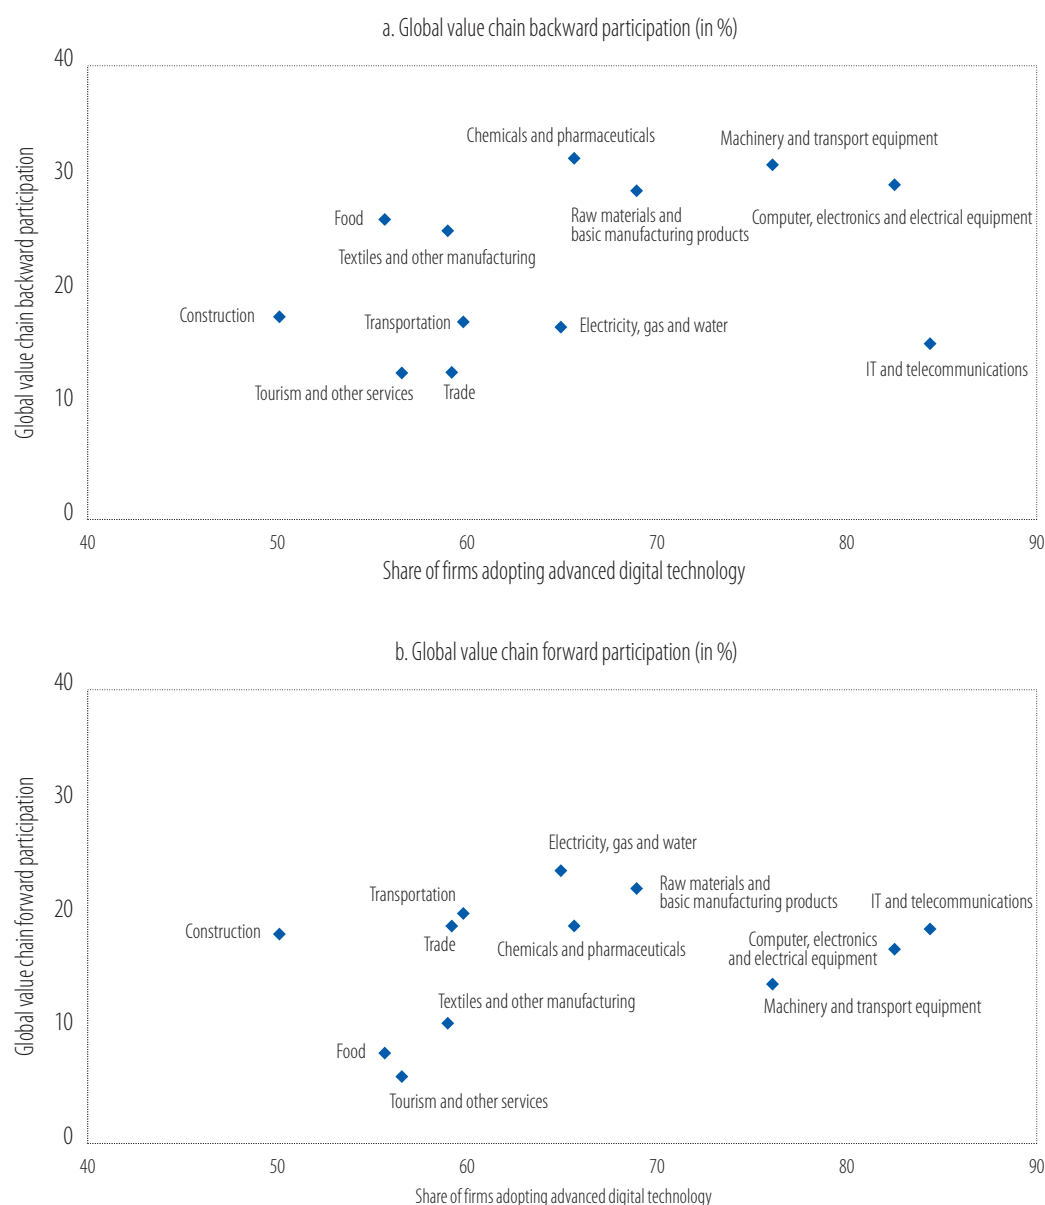 a. Global value chain backward participation (in %)
40
30
20
10
0
Global value chain backward participation
Chemicals and pharmaceuticals
Machinery and transport equipment
Food
Raw materials and
basic manufacturing products
Computer, electronics and electrical equipment
Textiles and other manufacturing
Construction
Transportation
Electricity, gas and water
IT and telecommunications
Tourism and other services
Trade
40
50
60
70
80
90
Share of firms adopting advanced digital technology
b. Global value chain forward participation (in %)
40
30
20
10
0
Global value chain forward participation
Electricity, gas and water
Transportation
Raw materials and
basic manufacturing products
IT and telecommunications
Construction
Trade
Chemicals and pharmaceuticals
Computer, electronics
and electrical equipment
Textiles and other manufacturing
Machinery and transport equipment
Food
Tourism and other services
40
50
60
70
80
90
Share of firms adopting advanced digital technology